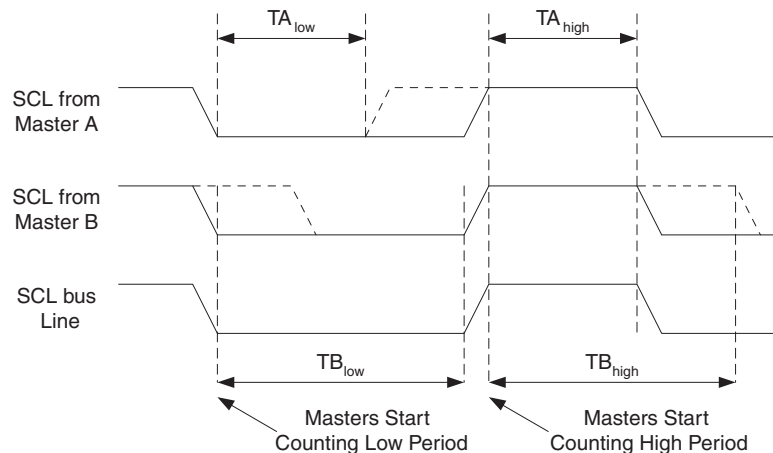 TA low
TA high
SCL from
Master A
SCL from
Master B
SCL bus
Line
TB low
TB high
Masters Start
Counting Low Period
Masters Start
Counting High Period